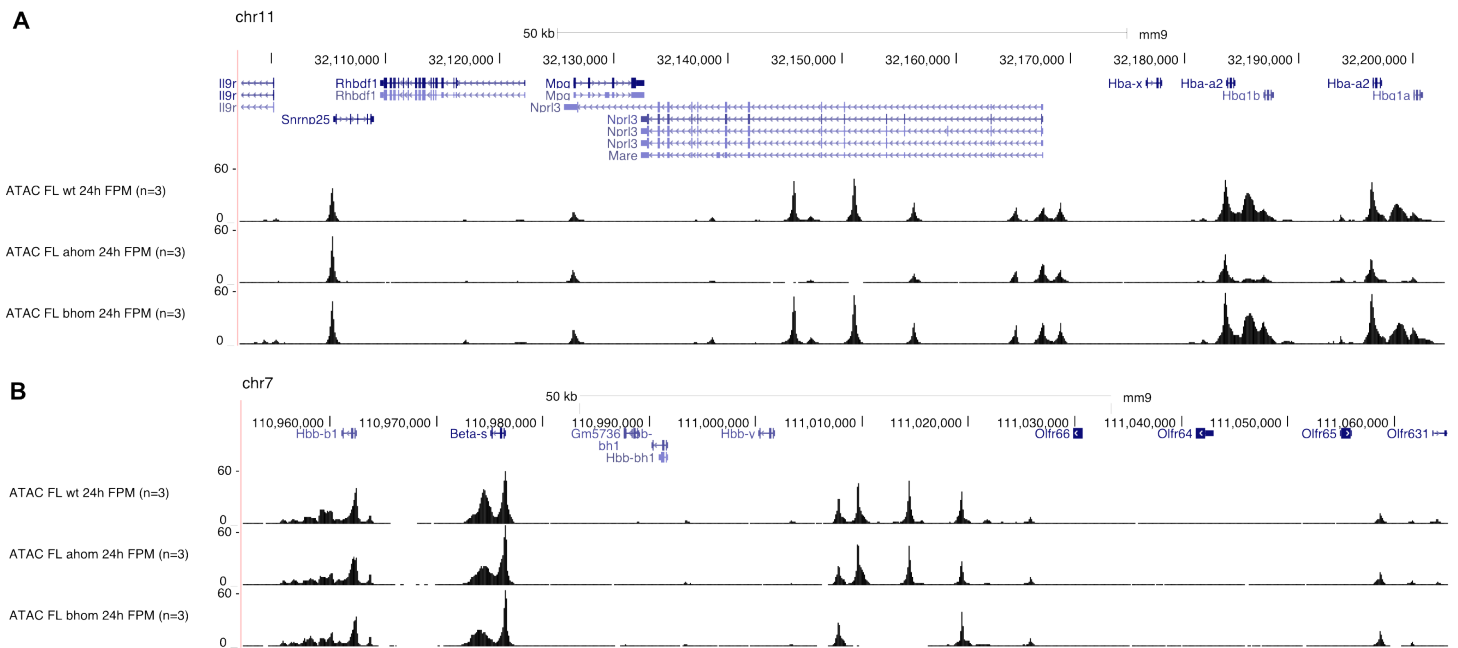 A
chr11
50 kb
mm9
32,110,000
32,120,000
32,130,000
32,140,000
32,150,000
32,160,000
32,170,000
32,180,000
32,190,000
32,200,000
Il9r Rhbdf1 Mpg Hba-x Hba-a2 Hba-a2
Il9r Rhbdf1 Mpg Hbq1b Hbq1a
Il9r Nprl3
Snrnp25 Nprl3
Nprl3
Nprl3
Mare
60 -
ATAC FL wt 24h FPM (n=3)
0 _
60 -
ATAC FL ahom 24h FPM (n=3)
0 _
60 -
ATAC FL bhom 24h FPM (n=3)
0 _
B
chr7
50 kb
mm9
110,960,000
110,970,000
110,980,000
110,990,000
111,000,000
111,010,000
111,020,000
111,030,000
111,040,000
111,050,000
111,060,000
Hbb-b1 Beta-s Gm5736 b- Hbb-y Olfr66 Olfr64 Olfr65 Olfr631
bh1
Hbb-bh1
60 -
ATAC FL wt 24h FPM (n=3)
0 _
60 -
ATAC FL ahom 24h FPM (n=3)
0 _
60 -
ATAC FL bhom 24h FPM (n=3)
0 _